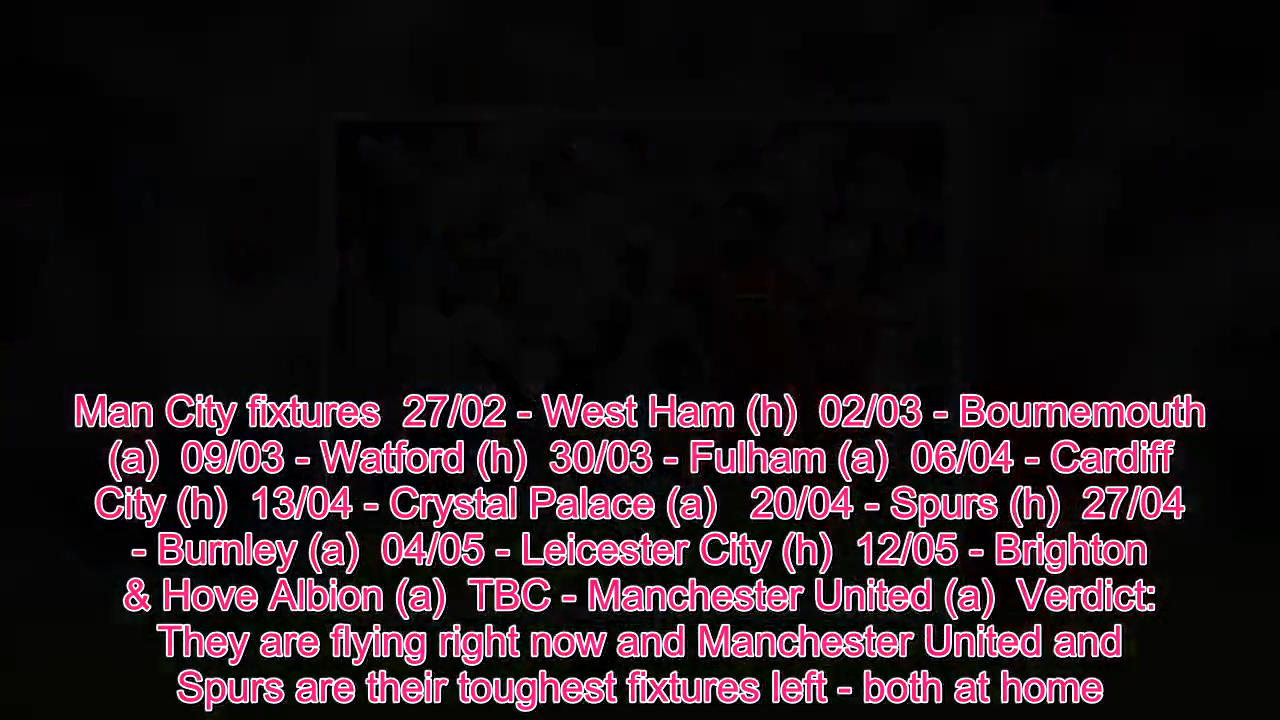 Man City fixtures  27/02 - West Ham (h)  02/03 - Bournemouth
(a)  09/03 - Watford (h)  30/03 - Fulham (a)  06/04 - Cardiff
City (h)  13/04 - Crystal Palace (a)   20/04 - Spurs (h)  27/04
- Burnley (a)  04/05 - Leicester City (h)  12/05 - Brighton
& Hove Albion (a)  TBC - Manchester United (a)  Verdict:
They are flying right now and Manchester United and
Spurs are their toughest fixtures left - both at home